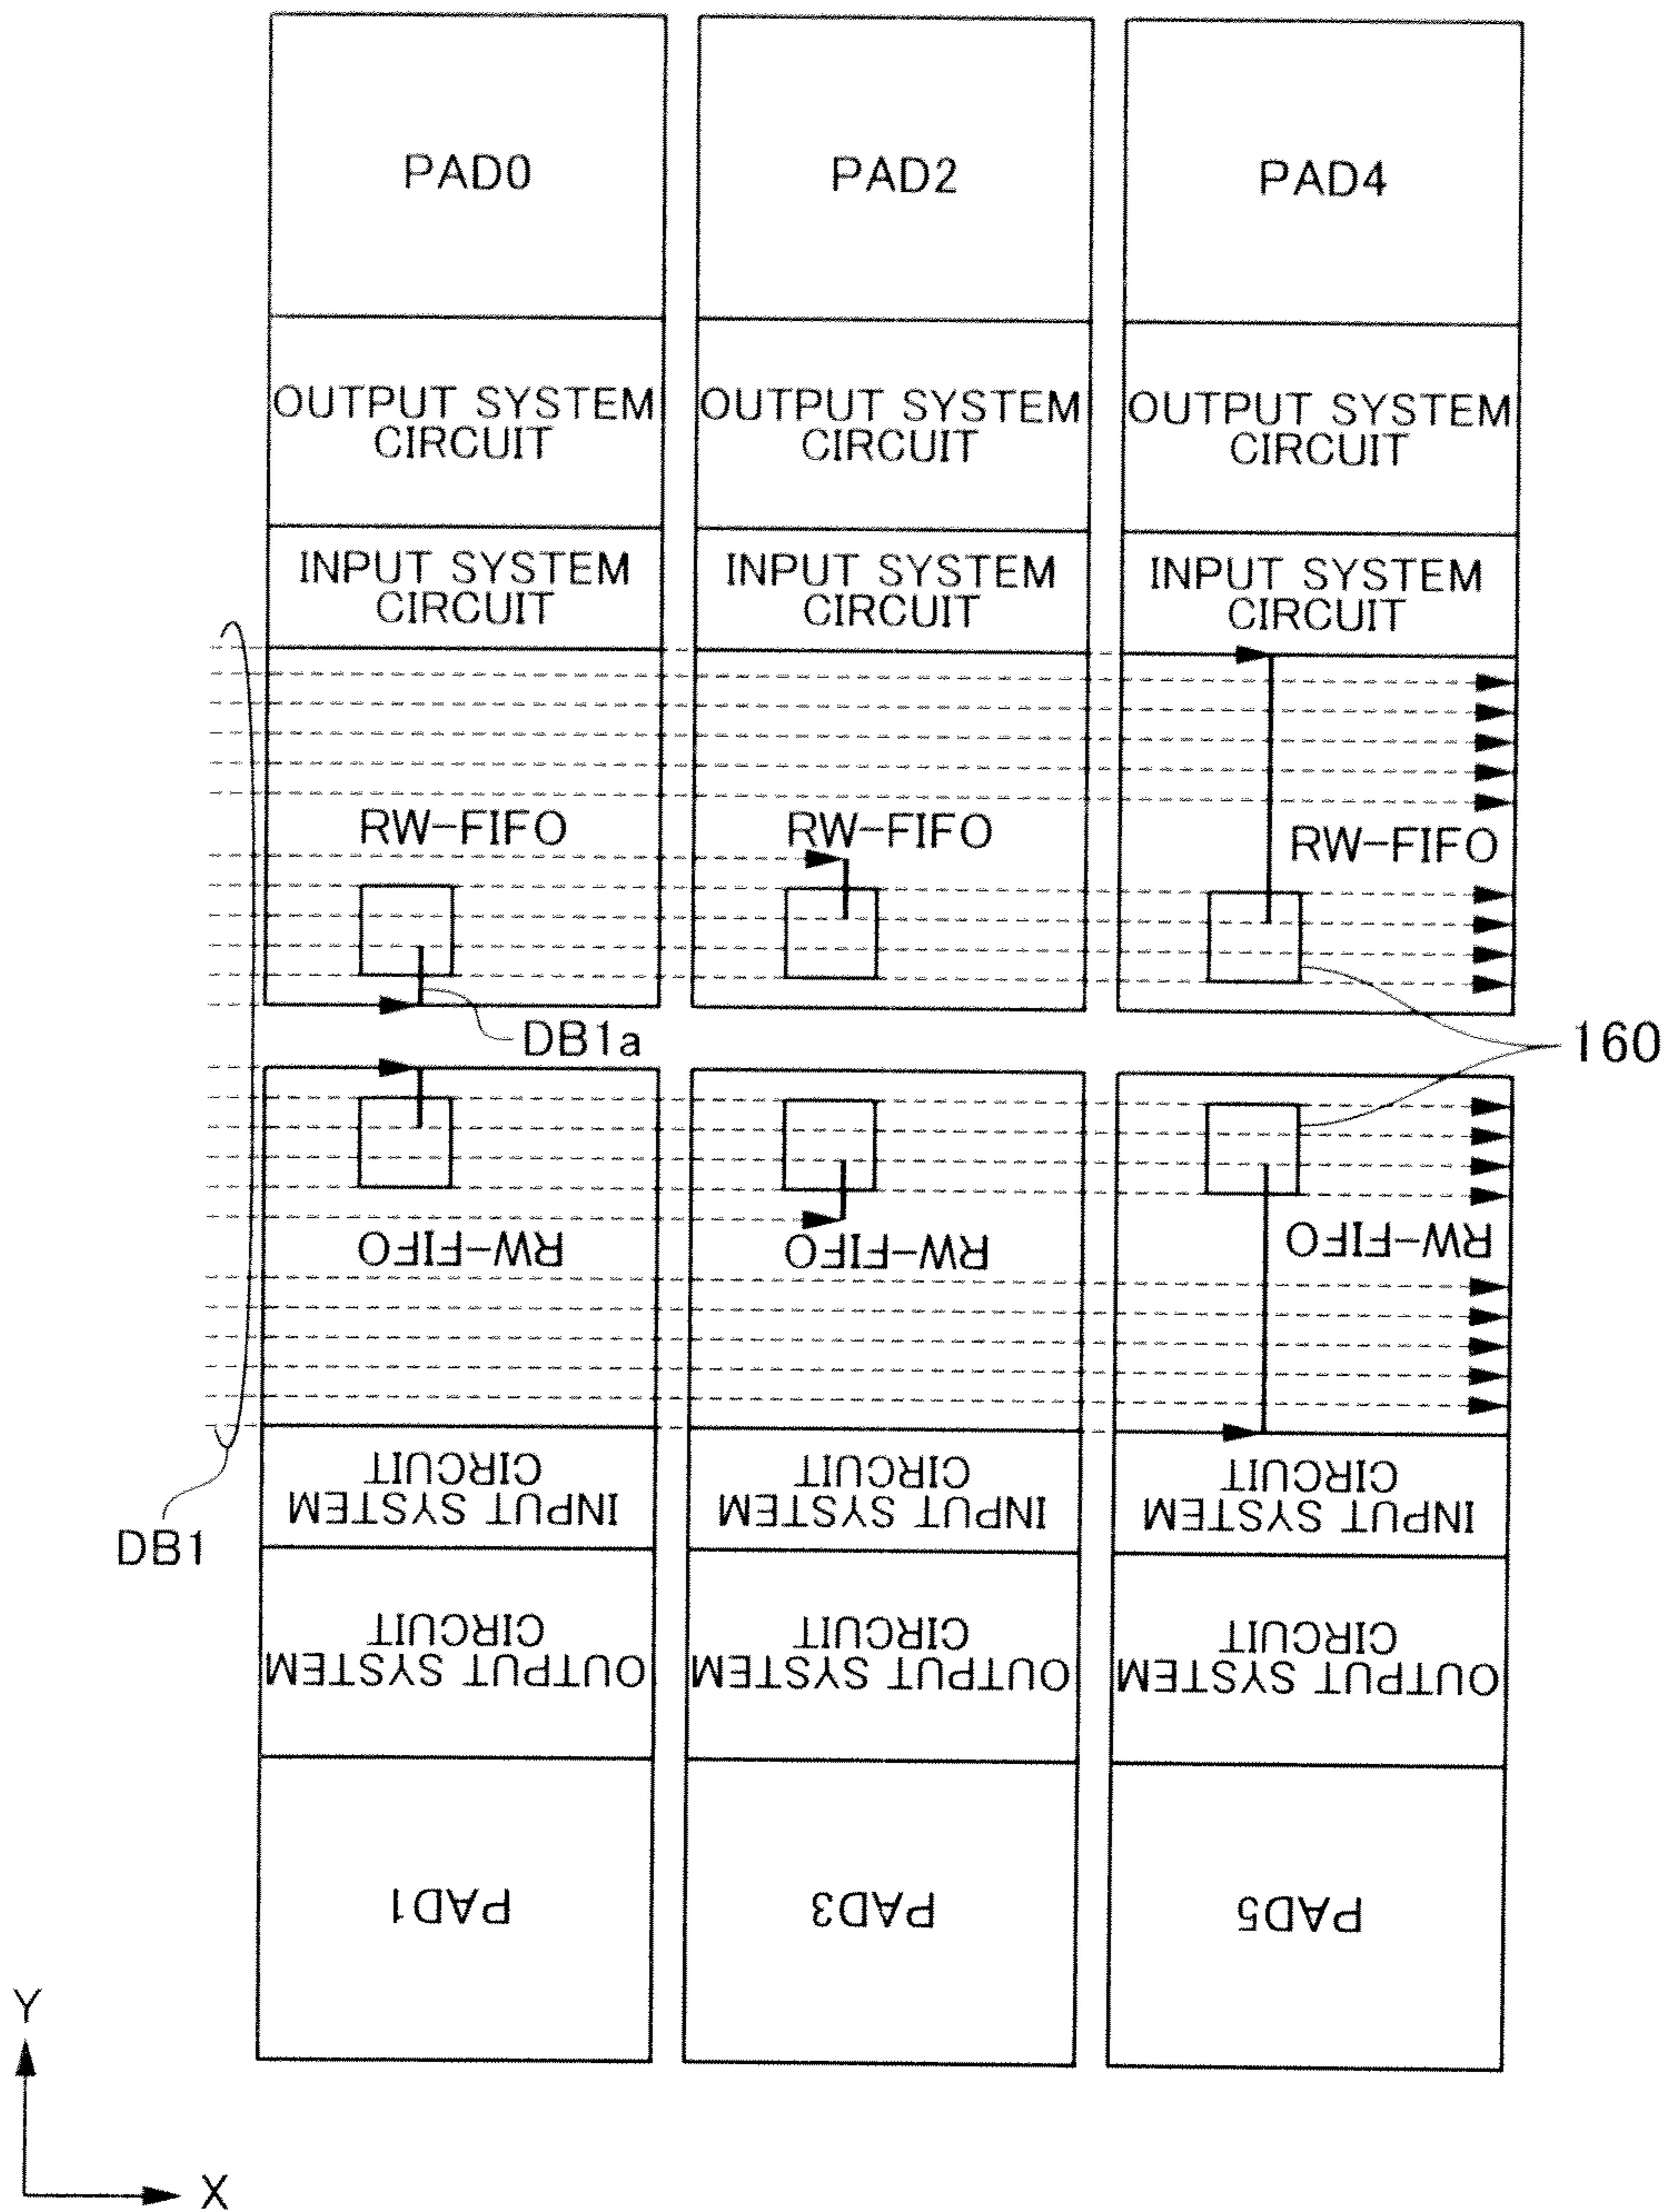 PAD0
PAD2
PAD4
OUTPUT SYSTEM
CIRCUIT
OUTPUT SYSTEM
CIRCUIT
OUTPUT SYSTEM
CIRCUIT
INPUT SYSTEM
CIRCUIT
INPUT SYSTEM
CIRCUIT
INPUT SYSTEM
CIRCUIT
RW-FIFO
RW-FIFO
RW-FIFO
DB1a
160
RW-FIFO
RW-FIFO
RW-FIFO
DB1
INPUT SYSTEM
CIRCUIT
INPUT SYSTEM
CIRCUIT
INPUT SYSTEM
CIRCUIT
OUTPUT SYSTEM
CIRCUIT
OUTPUT SYSTEM
CIRCUIT
OUTPUT SYSTEM
CIRCUIT
PAD1
PAD3
PAD5
Y
X